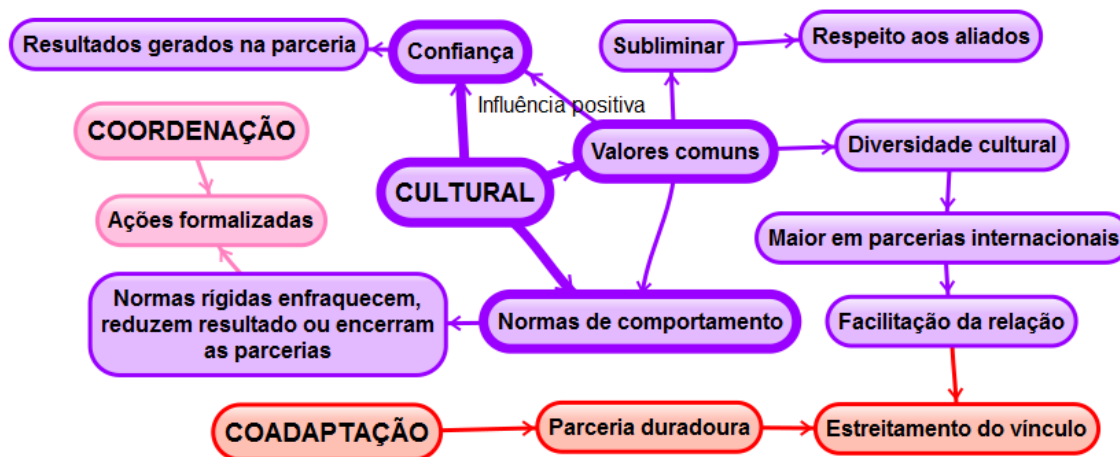 Resultados gerados na parceria
Confiança
Subliminar
Respeito aos aliados
Influência positiva
COORDENAÇÃO
Valores comuns
Diversidade cultural
CULTURAL
Ações formalizadas
Maior em parcerias internacionais
Normas rígidas enfraquecem,
reduzem resultado ou encerram
as parcerias
Normas de comportamento
Facilitação da relação
COADAPTAÇÃO
Parceria duradoura
Estreitamento do vínculo